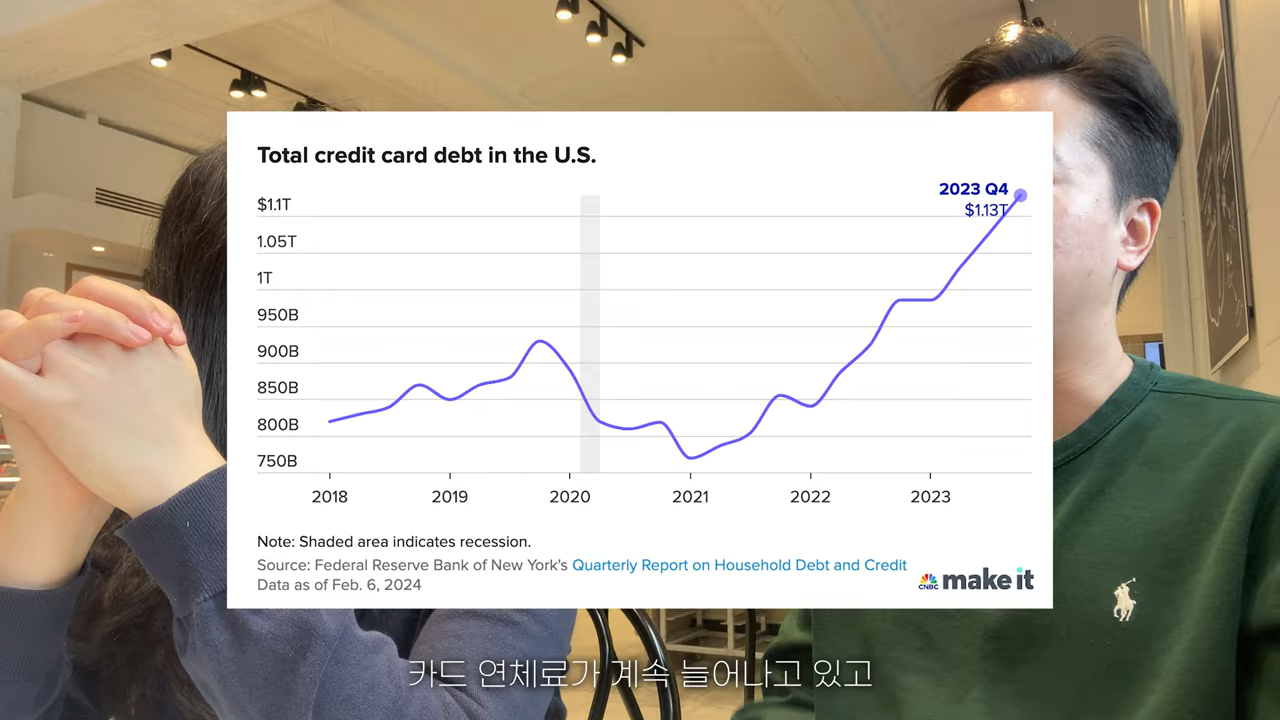 Total credit card debt in the U.S.
2023 Q4
$1.13T
$1.1T
1.05T
1T
950B
900B
850B
800B
750B
2018 2019 2020 2021 2022 2023
Note: Shaded area indicates recession.
Source: Federal Reserve Bank of New York's Quarterly Report on Household Debt and Credit
Data as of Feb. 6, 2024
CNBC make it
카드 연체료가 계속 늘어나고 있고